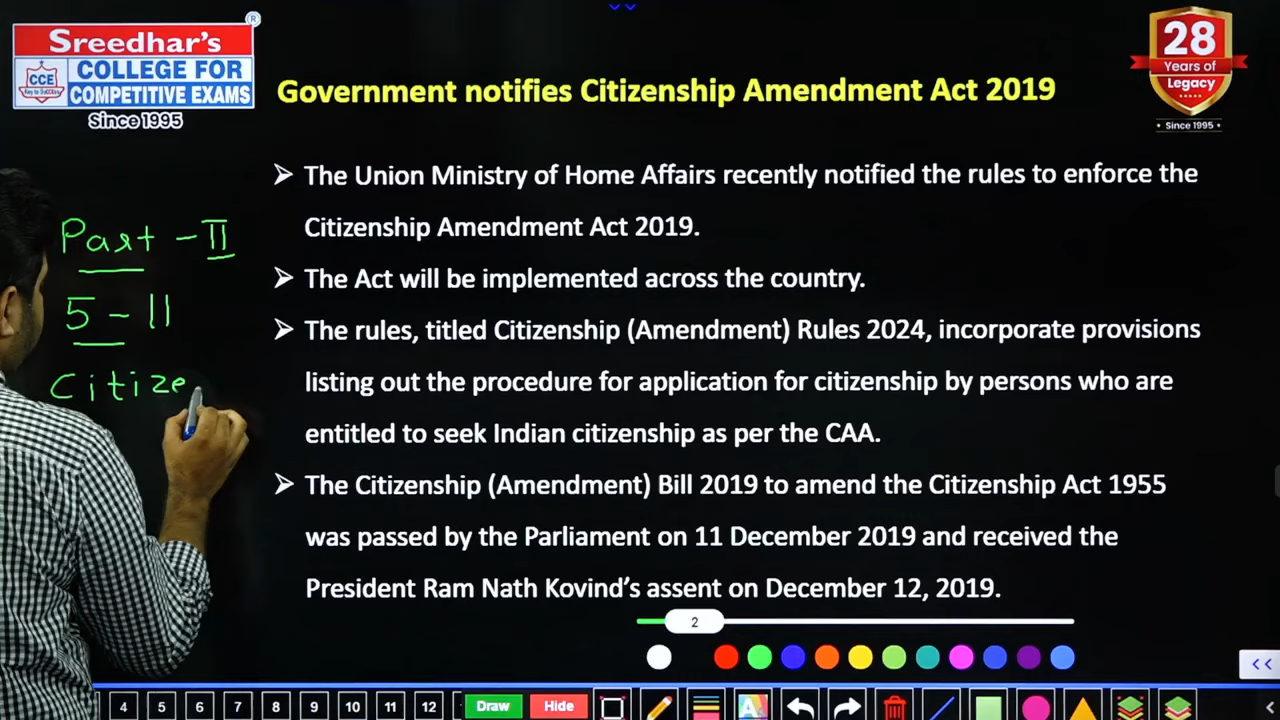 Sreedhar's
CCE
Key to Success
COLLEGE FOR
COMPETITIVE EXAMS
Since 1995
®
28
Years of
Legacy
• Since 1995 •
Government notifies Citizenship Amendment Act 2019
Part - II
5 - 11
Citize
➢ The Union Ministry of Home Affairs recently notified the rules to enforce the
Citizenship Amendment Act 2019.
➢ The Act will be implemented across the country.
➢ The rules, titled Citizenship (Amendment) Rules 2024, incorporate provisions
listing out the procedure for application for citizenship by persons who are
entitled to seek Indian citizenship as per the CAA.
➢ The Citizenship (Amendment) Bill 2019 to amend the Citizenship Act 1955
was passed by the Parliament on 11 December 2019 and received the
President Ram Nath Kovind's assent on December 12, 2019.
2
<<
4 5 6 7 8 9 10 11 12 Draw Hide A